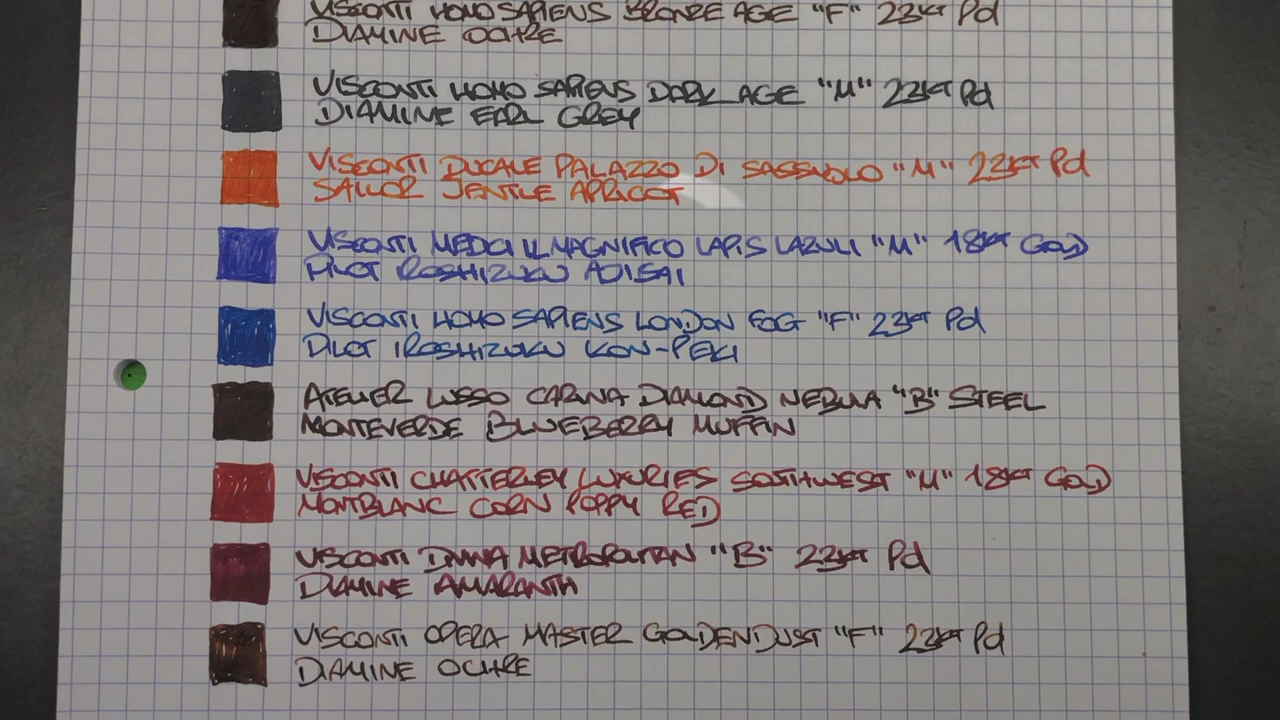 VISCONTI HOMO SAPIENS BRONZE AGE "F" 23KT Pd
DIAMINE OCHRE
VISCONTI HOMO SAPIENS DARK AGE "M" 23KT Pd
DIAMINE EARL GREY
VISCONTI DUCALE PALAZZO DI SASSUOLO "M" 23KT Pd
SAILOR JENTLE APRICOT
VISCONTI MEDICI IL MAGNIFICO LAPIS LAZULI "M" 18KT GOLD
PILOT IROSHIZUKU AJISAI
VISCONTI HOMO SAPIENS LONDON FOG "F" 23KT Pd
PILOT IROSHIZUKU KON-PEKI
ATELIER LUSSO CARINA DIAMOND NEBULA "B" STEEL
MONTEVERDE BLUEBERRY MUFFIN
VISCONTI CHATTERLEY LUXURIES SOUTHWEST "M" 18KT GOLD
MONTBLANC CORN POPPY RED
VISCONTI DIVINA METROPOLITAN "B" 23KT Pd
DIAMINE AMARANTH
VISCONTI OPERA MASTER GOLDENDUST "F" 23KT Pd
DIAMINE OCHRE